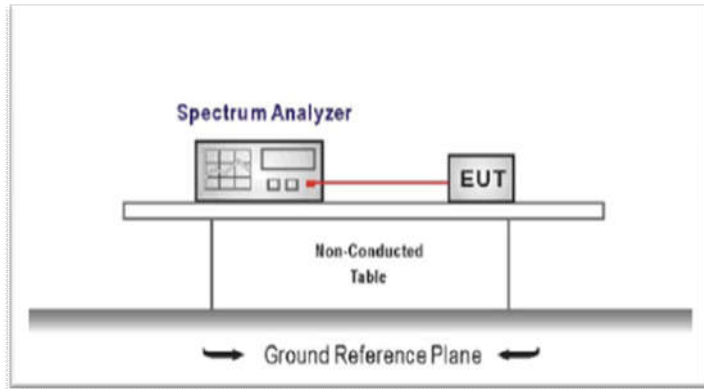 Spectrum Analyzer
EUT
Non-Conducted
Table
Ground Reference Plane